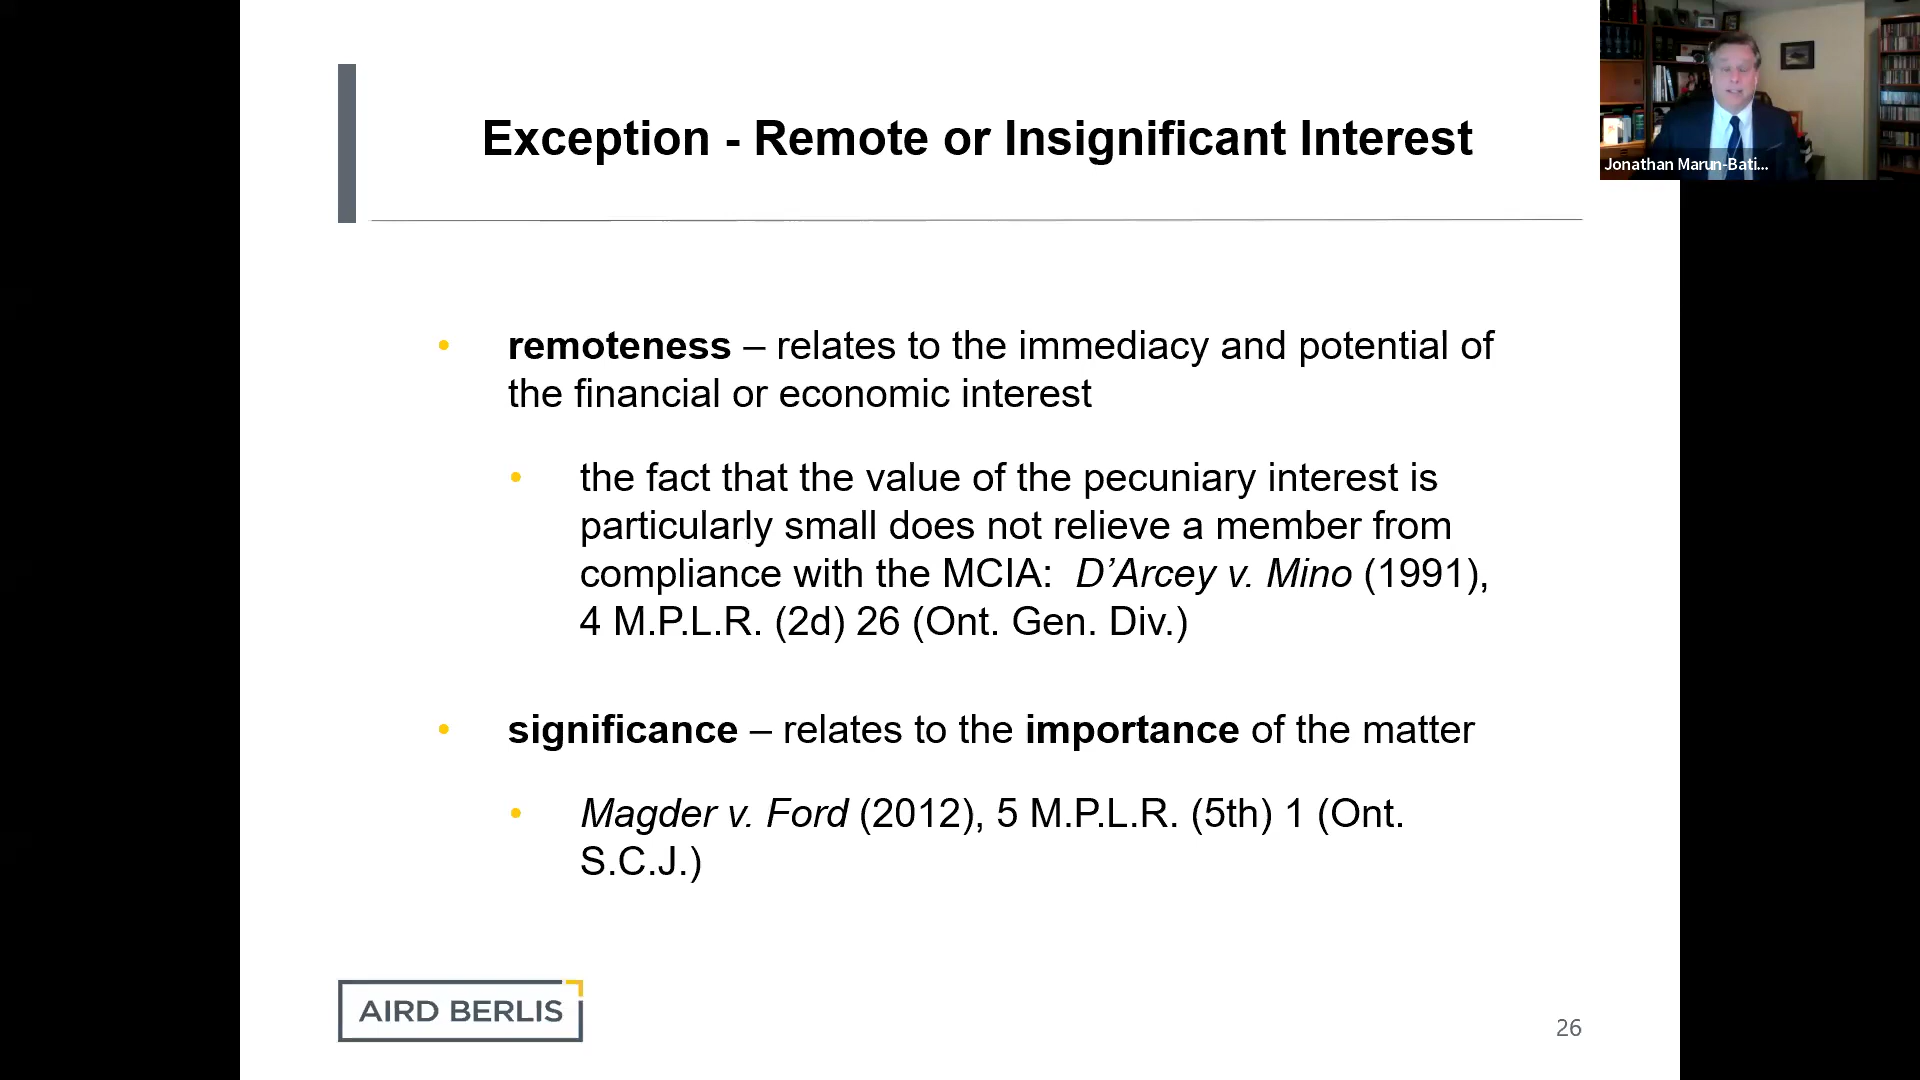 Exception - Remote or Insignificant Interest
Jonathan Marun-Bati...
• remoteness – relates to the immediacy and potential of
the financial or economic interest
• the fact that the value of the pecuniary interest is
particularly small does not relieve a member from
compliance with the MCIA: D’Arcey v. Mino (1991),
4 M.P.L.R. (2d) 26 (Ont. Gen. Div.)
• significance – relates to the importance of the matter
• Magder v. Ford (2012), 5 M.P.L.R. (5th) 1 (Ont.
S.C.J.)
AIRD BERLIS
26